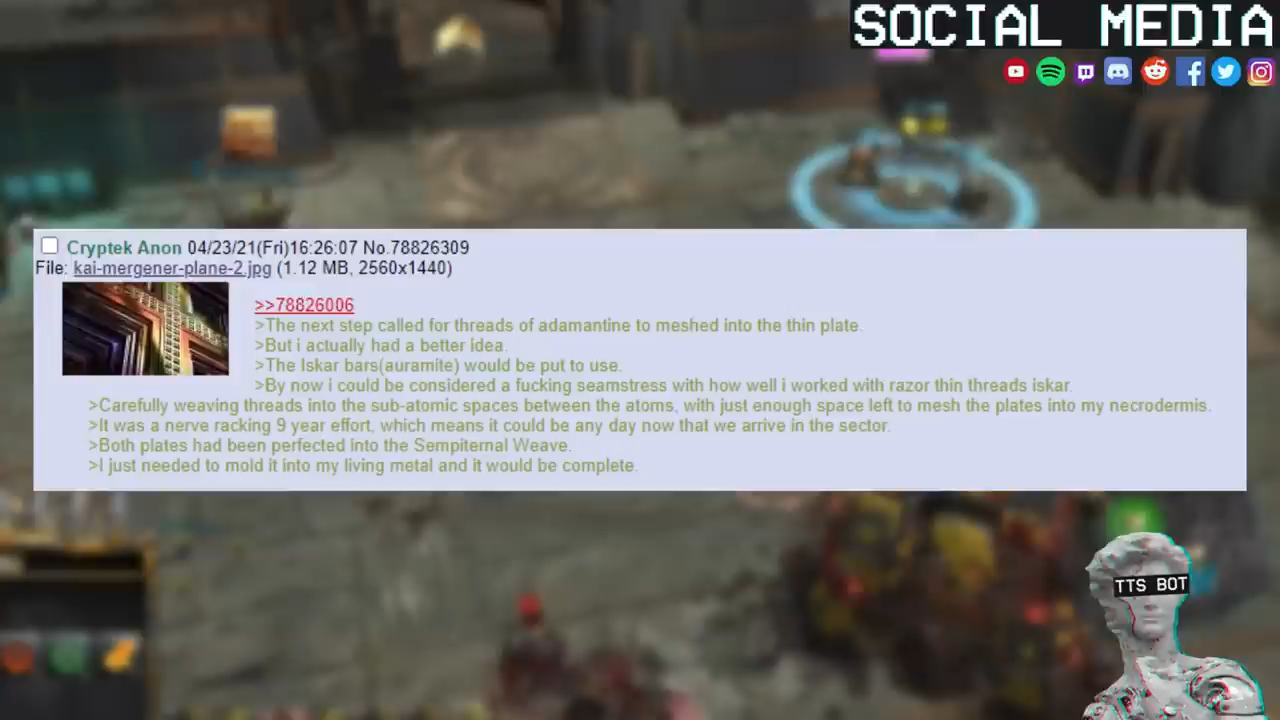 SOCIAL MEDIA
Cryptek Anon 04/23/21(Fri)16:26:07 No.78826309
File: kai-mergener-plane-2.jpg (1.12 MB, 2560x1440)
>>78826006
>The next step called for threads of adamantine to meshed into the thin plate.
>But i actually had a better idea.
>The Iskar bars(auramite) would be put to use.
>By now i could be considered a fucking seamstress with how well i worked with razor thin threads iskar.
>Carefully weaving threads into the sub-atomic spaces between the atoms, with just enough space left to mesh the plates into my necrodermis.
>It was a nerve racking 9 year effort, which means it could be any day now that we arrive in the sector.
>Both plates had been perfected into the Sempiternal Weave.
>I just needed to mold it into my living metal and it would be complete.
TTS BOT